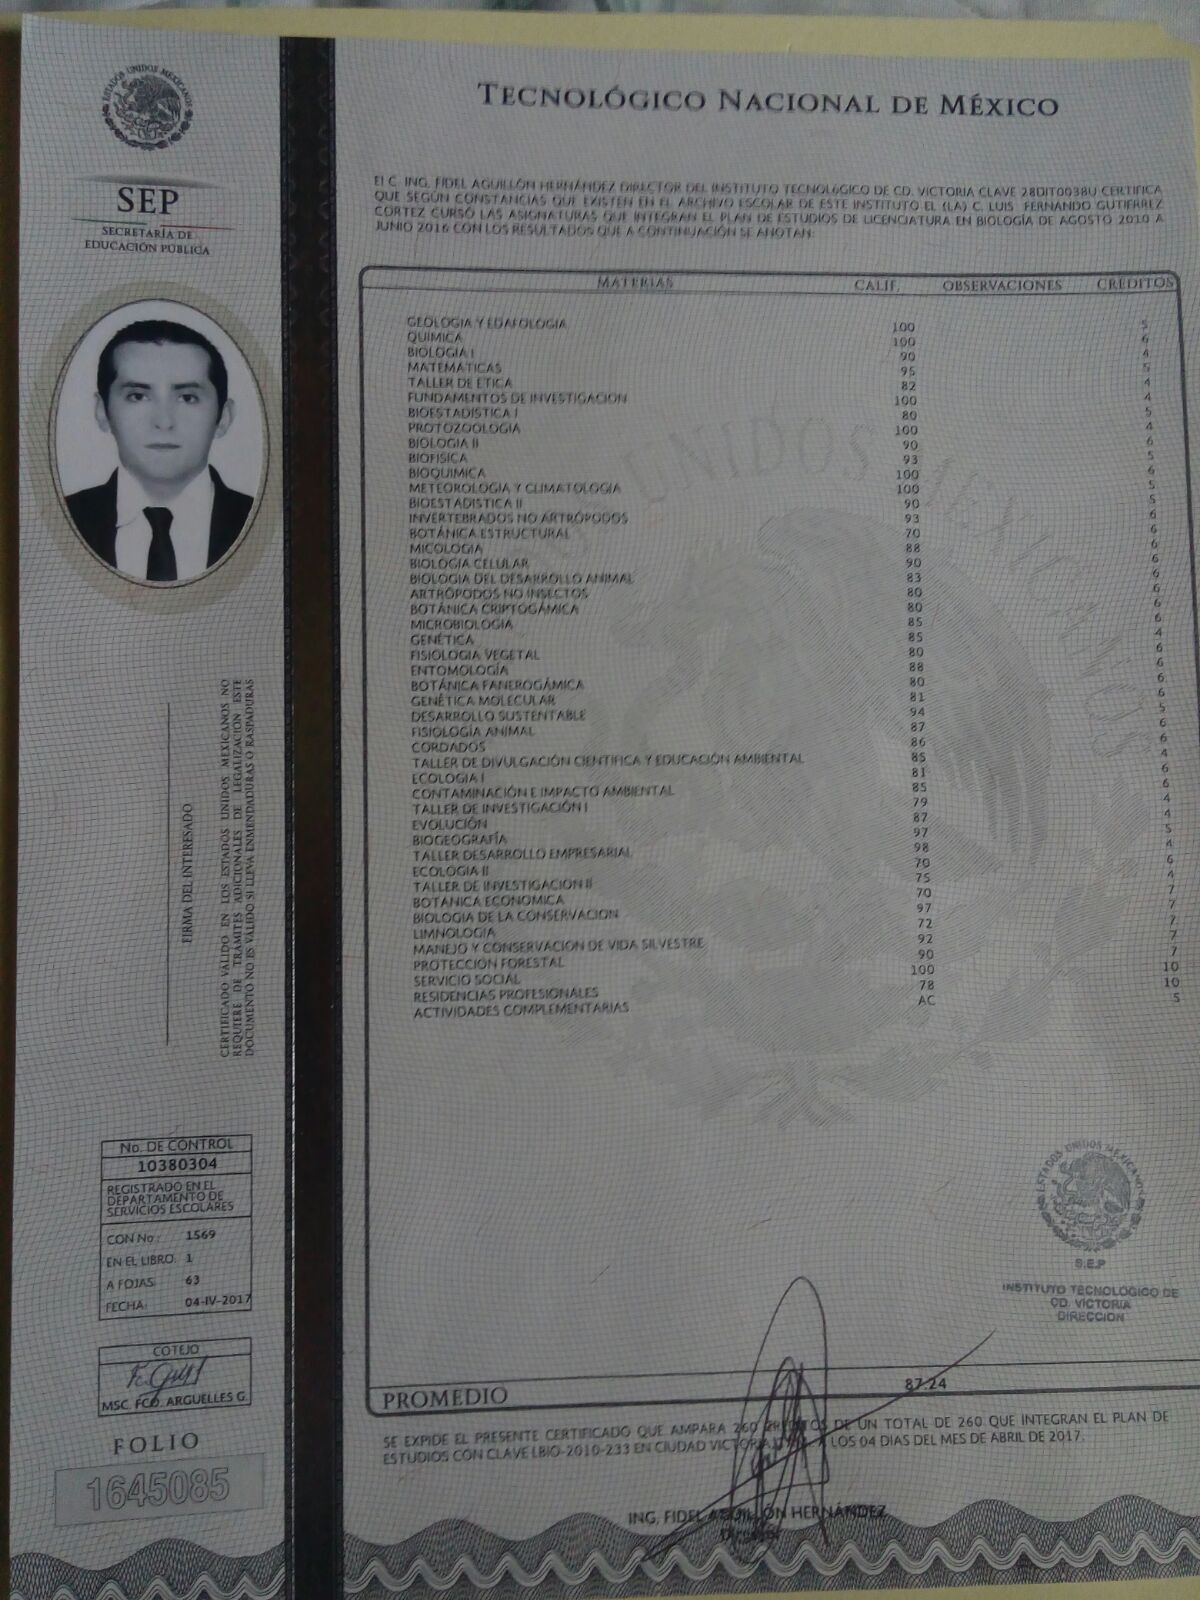 ESTADOS UNIDOS MEXICANOS
SEP
SECRETARÍA DE
EDUCACIÓN PÚBLICA
TECNOLÓGICO NACIONAL DE MÉXICO
El C. ING. FIDEL AGUILLÓN HERNÁNDEZ DIRECTOR DEL INSTITUTO TECNOLÓGICO DE CD. VICTORIA CLAVE 28DIT0038U CERTIFICA
QUE SEGÚN CONSTANCIAS QUE EXISTEN EN EL ARCHIVO ESCOLAR DE ESTE INSTITUTO EL (LA) C. LUIS FERNANDO GUTIERREZ
CORTEZ CURSÓ LAS ASIGNATURAS QUE INTEGRAN EL PLAN DE ESTUDIOS DE LICENCIATURA EN BIOLOGÍA DE AGOSTO 2010 A
JUNIO 2016 CON LOS RESULTADOS QUE A CONTINUACIÓN SE ANOTAN:
MATERIAS CALIF. OBSERVACIONES CRÉDITOS
GEOLOGIA Y EDAFOLOGIA 100 5
QUIMICA 100 6
BIOLOGIA I 90 4
MATEMATICAS 95 5
TALLER DE ETICA 82 4
FUNDAMENTOS DE INVESTIGACION 100 4
BIOESTADISTICA I 80 5
PROTOZOOLOGIA 100 4
BIOLOGIA II 90 6
BIOFISICA 93 5
BIOQUIMICA 100 6
METEOROLOGIA Y CLIMATOLOGIA 100 5
BIOESTADISTICA II 90 5
INVERTEBRADOS NO ARTRÓPODOS 93 6
BOTÁNICA ESTRUCTURAL 70 6
MICOLOGIA 88 6
BIOLOGIA CELULAR 90 6
BIOLOGIA DEL DESARROLLO ANIMAL 83 6
ARTRÓPODOS NO INSECTOS 80 6
BOTÁNICA CRIPTOGÁMICA 80 6
MICROBIOLOGIA 85 6
GENÉTICA 85 4
FISIOLOGIA VEGETAL 80 6
ENTOMOLOGÍA 88 6
BOTÁNICA FANEROGÁMICA 80 6
GENÉTICA MOLECULAR 81 6
DESARROLLO SUSTENTABLE 94 5
FISIOLOGÍA ANIMAL 87 6
CORDADOS 86 6
TALLER DE DIVULGACIÓN CIENTIFICA Y EDUCACIÓN AMBIENTAL 85 4
ECOLOGIA I 81 6
CONTAMINACIÓN E IMPACTO AMBIENTAL 85 6
TALLER DE INVESTIGACIÓN I 79 4
EVOLUCIÓN 87 4
BIOGEOGRAFÍA 97 5
TALLER DESARROLLO EMPRESARIAL 98 4
ECOLOGIA II 70 6
TALLER DE INVESTIGACION II 75 4
BOTANICA ECONOMICA 70 7
BIOLOGIA DE LA CONSERVACION 97 7
LIMNOLOGIA 72 7
MANEJO Y CONSERVACION DE VIDA SILVESTRE 92 7
PROTECCIÓN FORESTAL 90 7
SERVICIO SOCIAL 100 10
RESIDENCIAS PROFESIONALES 78 10
ACTIVIDADES COMPLEMENTARIAS AC 5
UNIDOS MEXICANOS
FIRMA DEL INTERESADO
CERTIFICADO VÁLIDO EN LOS ESTADOS UNIDOS MEXICANOS NO
REQUIERE DE TRÁMITES ADICIONALES DE LEGALIZACIÓN ESTE
DOCUMENTO NO ES VÁLIDO SI LLEVA ENMENDADURAS O RASPADURAS
No. DE CONTROL
10380304
REGISTRADO EN EL
DEPARTAMENTO DE
SERVICIOS ESCOLARES
CON No.: 1569
EN EL LIBRO: 1
A FOJAS: 63
FECHA: 04-IV-2017
COTEJO
MSC. FCO. ARGUELLES G.
FOLIO
1645085
ESTADOS UNIDOS MEXICANOS
S.E.P
INSTITUTO TECNOLOGICO DE
CD. VICTORIA
DIRECCION
PROMEDIO 87.24
SE EXPIDE EL PRESENTE CERTIFICADO QUE AMPARA 260 CREDITOS DE UN TOTAL DE 260 QUE INTEGRAN EL PLAN DE
ESTUDIOS CON CLAVE LBIO-2010-233 EN CIUDAD VICTORIA A LOS 04 DIAS DEL MES DE ABRIL DE 2017.
ING. FIDEL AGUILLÓN HERNÁNDEZ
Director